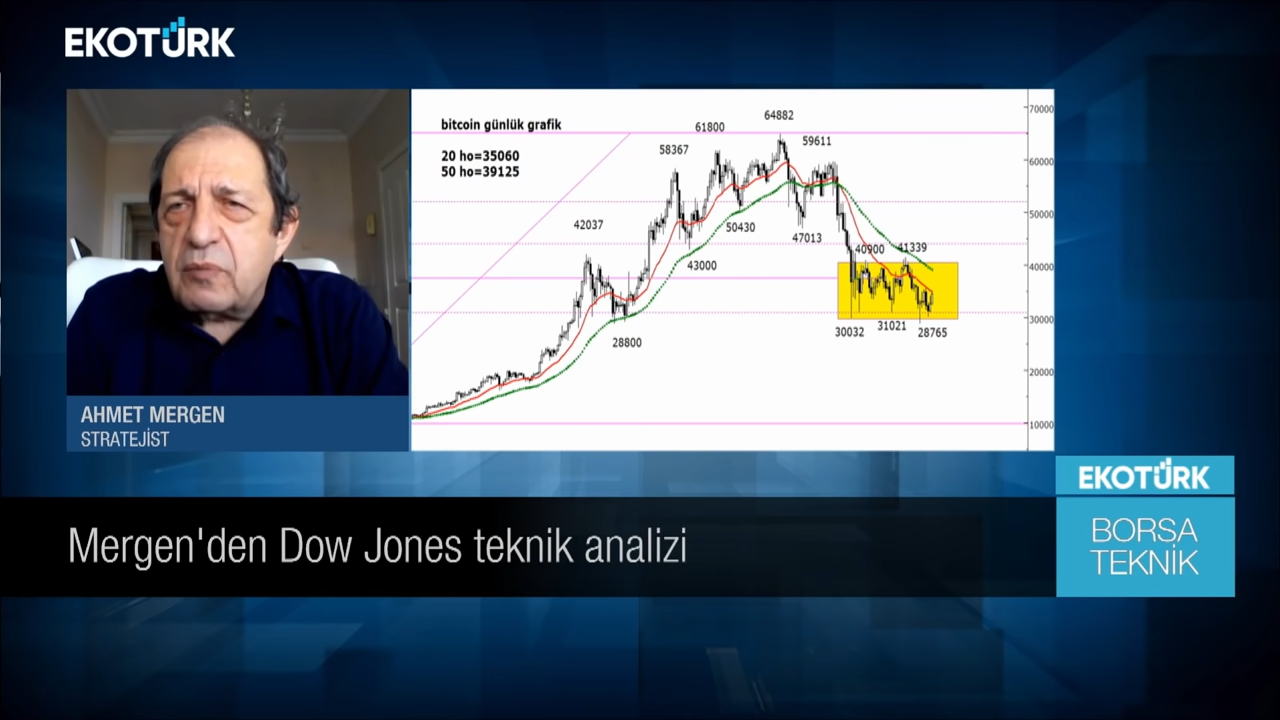 EKOTÜRK
bitcoin günlük grafik
20 ho=35060
50 ho=39125
64882
61800
59611
58367
42037
50430
47013
43000
40900
41339
28800
30032
31021
28765
70000
60000
50000
40000
30000
20000
10000
AHMET MERGEN
STRATEJİST
EKOTÜRK
Mergen'den Dow Jones teknik analizi
BORSA
TEKNİK